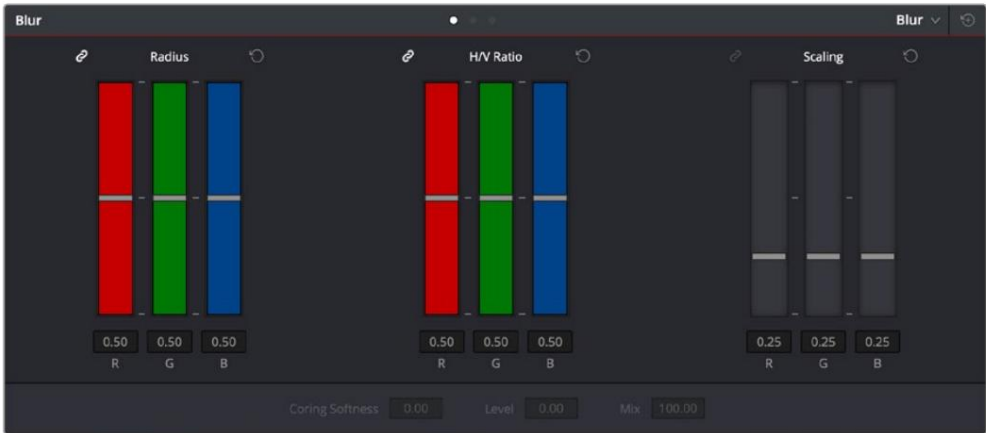 Blur Blur
Radius H/V Ratio Scaling
0.50 0.50 0.50 0.50 0.50 0.50 0.25 0.25 0.25
R G B R G B R G B
Coring Softness 0.00 Level 0.00 Mix 100.00